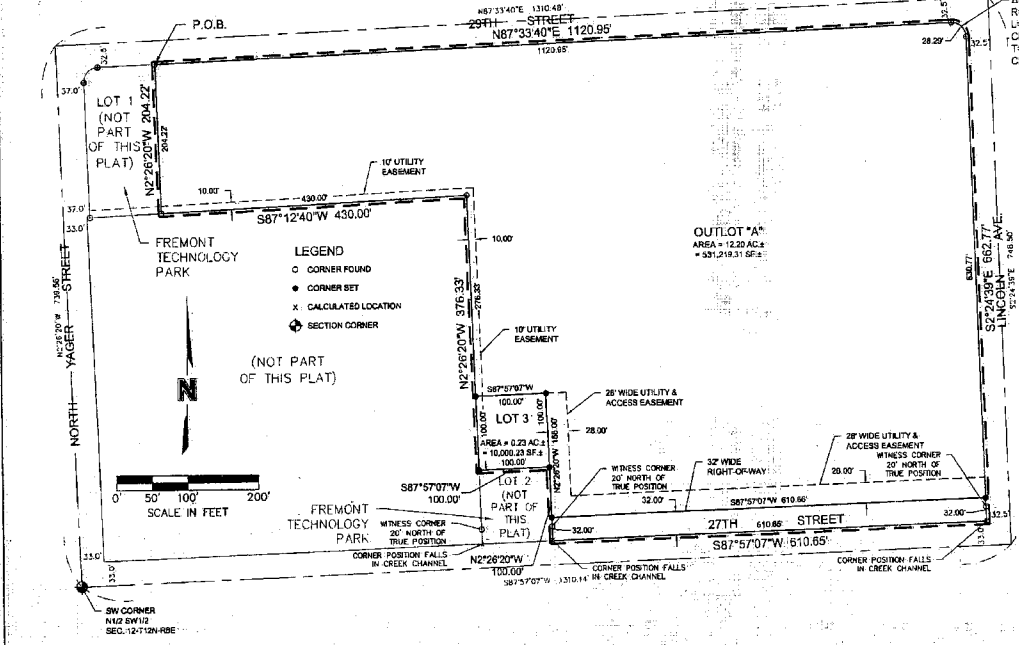 N87°33'40"E 1310.48'
29TH STREET
N87°33'40"E 1120.95'
1120.95'
P.O.B.
32.5'
28.29'
32.5'
37.0'
LOT 1
(NOT
PART
OF THIS
PLAT)
N2°26'20"W 204.22'
204.22'
10' UTILITY
EASEMENT
10.00'
430.00'
S87°12'40"W 430.00'
37.0'
33.0'
10.00'
FREMONT
TECHNOLOGY
PARK
LEGEND
CORNER FOUND
CORNER SET
X CALCULATED LOCATION
SECTION CORNER
OUTLOT "A"
AREA = 12.20 AC.±
= 531,219.31 SF.±
630.77'
S2°24'39"E 662.77'
LINCOLN AVE.
NORTH YAGER STREET
N2°26'20"W 376.33'
276.33'
10' UTILITY
EASEMENT
(NOT PART
OF THIS PLAT)
N
S87°57'07"W
100.00'
28' WIDE UTILITY &
ACCESS EASEMENT
28.00'
LOT 3
100.00'
100.00'
AREA = 0.23 AC.±
= 10,000.23 SF.±
100.00'
N2°26'20"W
28' WIDE UTILITY &
ACCESS EASEMENT
WITNESS CORNER
20' NORTH OF
TRUE POSITION
32' WIDE
RIGHT-OF-WAY
WITNESS CORNER
20' NORTH OF
TRUE POSITION
S87°57'07"W
100.00'
LOT 2
(NOT
PART OF
THIS
PLAT)
32.00'
S87°57'07"W 610.66'
32.00'
32.5'
0' 50' 100' 200'
SCALE IN FEET
FREMONT
TECHNOLOGY
PARK
WITNESS CORNER
20' NORTH OF
TRUE POSITION
32.00'
27TH 610.65' STREET
S87°57'07"W 610.65'
33.0'
33.0'
33.0'
CORNER POSITION FALLS
IN CREEK CHANNEL
N2°26'20"W
100.00'
CORNER POSITION FALLS
IN CREEK CHANNEL
CORNER POSITION FALLS
IN CREEK CHANNEL
S87°57'07"W 1310.14'
SW CORNER
N1/2 SW1/2
SEC. 12-T12N-R8E